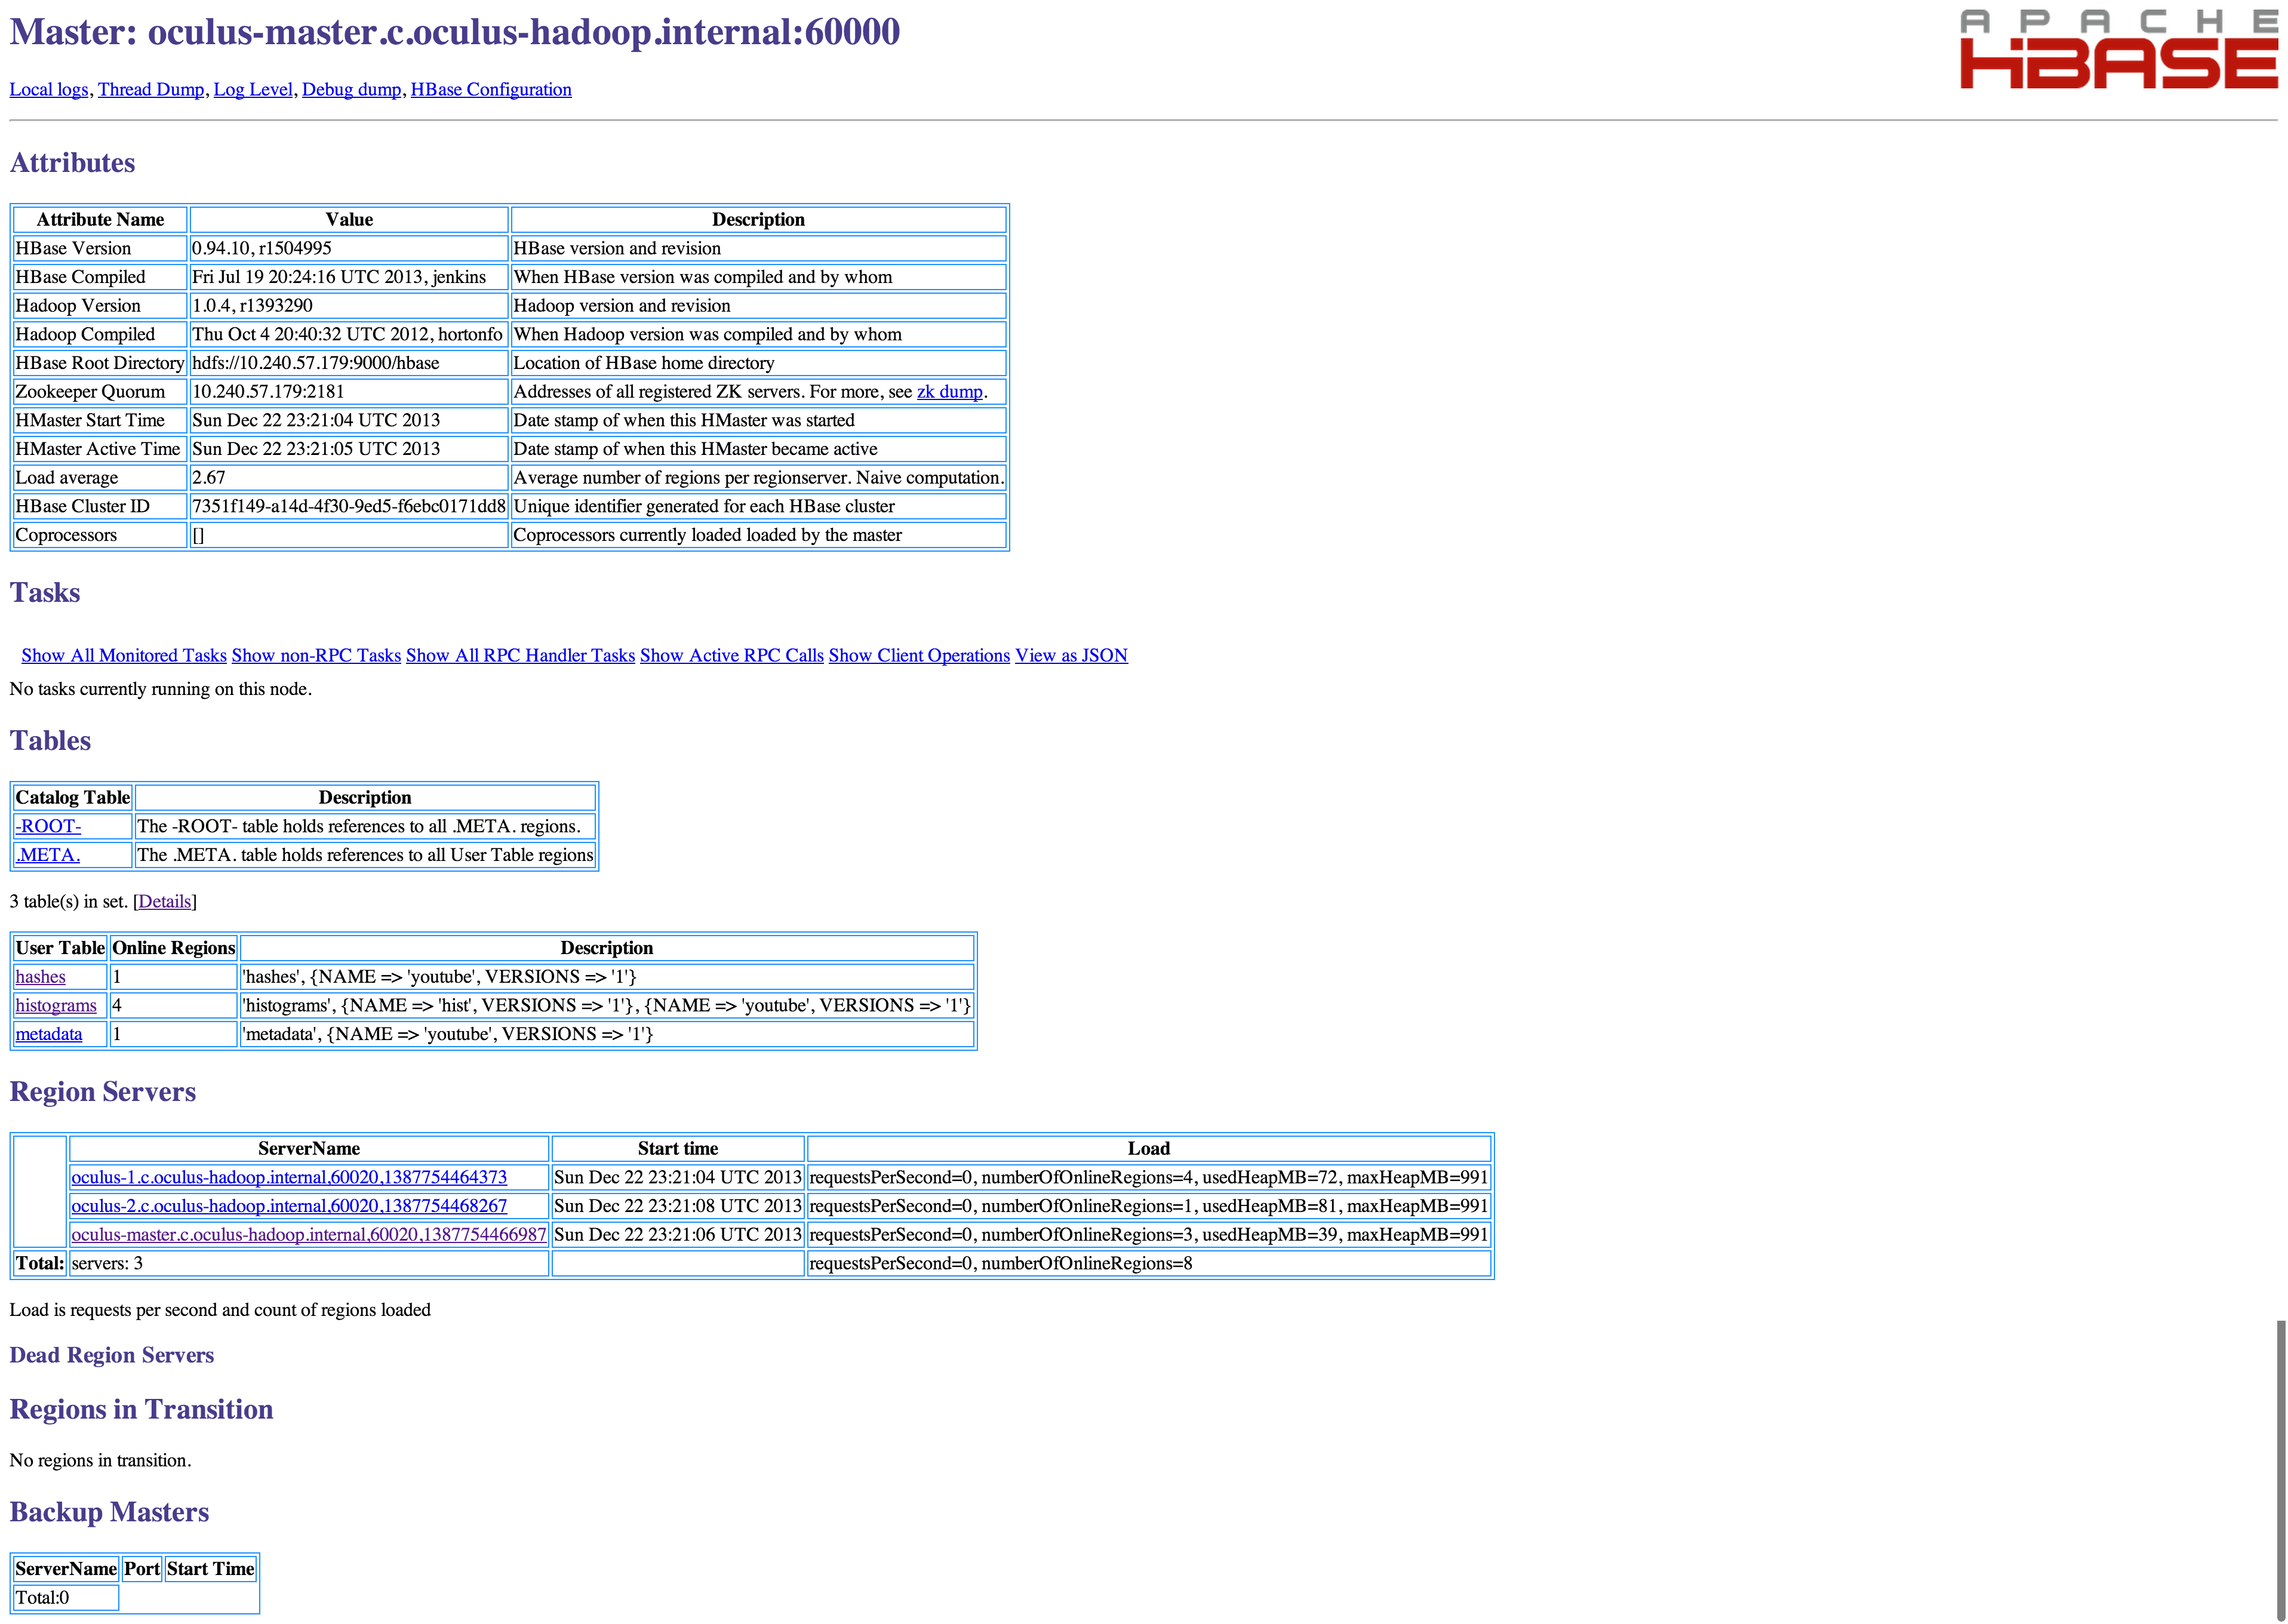 Master: oculus-master.c.oculus-hadoop.internal:60000
APACHE
HBASE
Local logs, Thread Dump, Log Level, Debug dump, HBase Configuration
Attributes
Attribute Name Value Description
HBase Version 0.94.10, r1504995 HBase version and revision
HBase Compiled Fri Jul 19 20:24:16 UTC 2013, jenkins When HBase version was compiled and by whom
Hadoop Version 1.0.4, r1393290 Hadoop version and revision
Hadoop Compiled Thu Oct 4 20:40:32 UTC 2012, hortonfo When Hadoop version was compiled and by whom
HBase Root Directory hdfs://10.240.57.179:9000/hbase Location of HBase home directory
Zookeeper Quorum 10.240.57.179:2181 Addresses of all registered ZK servers. For more, see zk dump.
HMaster Start Time Sun Dec 22 23:21:04 UTC 2013 Date stamp of when this HMaster was started
HMaster Active Time Sun Dec 22 23:21:05 UTC 2013 Date stamp of when this HMaster became active
Load average 2.67 Average number of regions per regionserver. Naive computation.
HBase Cluster ID 7351f149-a14d-4f30-9ed5-f6ebc0171dd8 Unique identifier generated for each HBase cluster
Coprocessors [] Coprocessors currently loaded loaded by the master
Tasks
Show All Monitored Tasks Show non-RPC Tasks Show All RPC Handler Tasks Show Active RPC Calls Show Client Operations View as JSON
No tasks currently running on this node.
Tables
Catalog Table Description
-ROOT- The -ROOT- table holds references to all .META. regions.
.META. The .META. table holds references to all User Table regions
3 table(s) in set. [Details]
User Table Online Regions Description
hashes 1 'hashes', {NAME => 'youtube', VERSIONS => '1'}
histograms 4 'histograms', {NAME => 'hist', VERSIONS => '1'}, {NAME => 'youtube', VERSIONS => '1'}
metadata 1 'metadata', {NAME => 'youtube', VERSIONS => '1'}
Region Servers
ServerName Start time Load
oculus-1.c.oculus-hadoop.internal,60020,1387754464373 Sun Dec 22 23:21:04 UTC 2013 requestsPerSecond=0, numberOfOnlineRegions=4, usedHeapMB=72, maxHeapMB=991
oculus-2.c.oculus-hadoop.internal,60020,1387754468267 Sun Dec 22 23:21:08 UTC 2013 requestsPerSecond=0, numberOfOnlineRegions=1, usedHeapMB=81, maxHeapMB=991
oculus-master.c.oculus-hadoop.internal,60020,1387754466987 Sun Dec 22 23:21:06 UTC 2013 requestsPerSecond=0, numberOfOnlineRegions=3, usedHeapMB=39, maxHeapMB=991
Total: servers: 3 requestsPerSecond=0, numberOfOnlineRegions=8
Load is requests per second and count of regions loaded
Dead Region Servers
Regions in Transition
No regions in transition.
Backup Masters
ServerName Port Start Time
Total:0